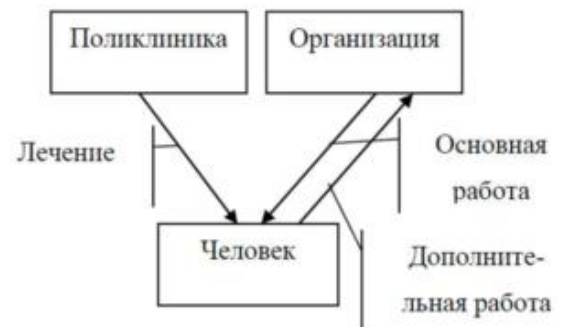 Поликлиника
Организация
Лечение
Основная
работа
Человек
Дополните-
льная работа